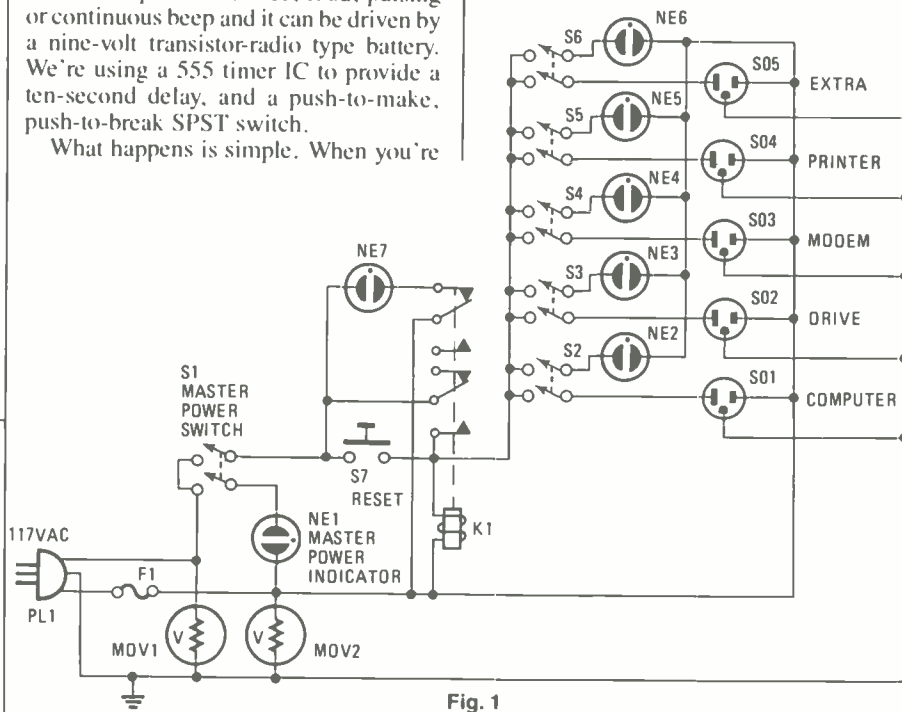 or continuous beep and it can be driven by
a nine-volt transistor-radio type battery.
We're using a 555 timer IC to provide a
ten-second delay, and a push-to-make,
push-to-break SPST switch.
What happens is simple. When you're
NE6
S6
S05
EXTRA
NE5
S5
S04
PRINTER
NE4
S4
S03
MODEM
NE3
S3
S02
DRIVE
NE2
S2
S01
COMPUTER
NE7
S1
MASTER
POWER
SWITCH
S7
RESET
K1
NE1
MASTER
POWER
INDICATOR
117VAC
F1
PL1
V
MOV1
V
MOV2
Fig. 1